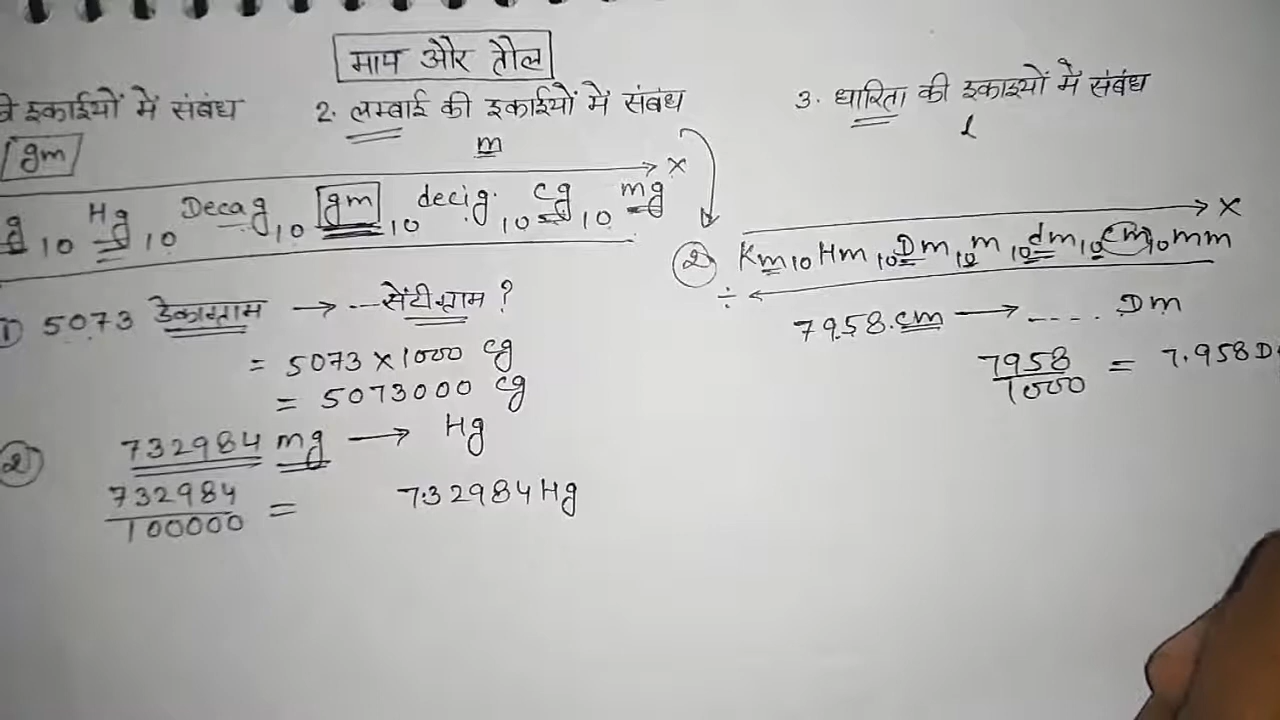 माप और तौल
इकाईयों में संबंध
gm
g 10 Hg 10 Decag 10 gm 10 decig. 10 cg 10 mg
x
1) 5073 डेकाग्राम → ---सेंटीग्राम ?
= 5073 x 1000 cg
= 5073000 cg
2) 732984 mg → Hg
732984
100000
= 7.32984 Hg
2. लम्बाई की इकाईयों में संबंध
m
3. धारिता की इकाइयों में संबंध
l
x
2) Km 10 Hm 10 Dm 10 m 10 dm 10 cm 10 mm
÷
7958.cm → ---- . Dm
7958
1000
= 7.958 D